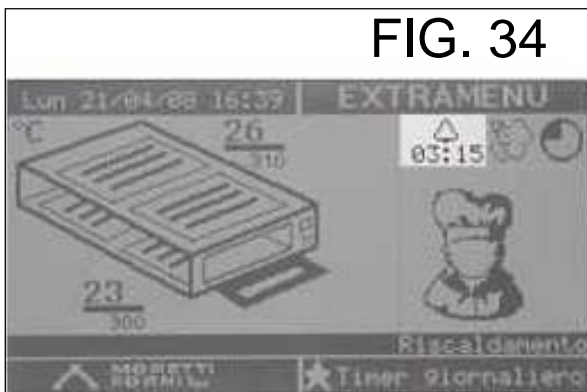 FIG. 34
Lun 21/04/08 16:39 EXTRAMENU
°C 26 03:15
310
23
300
Riscaldamento
MORETTI Timer giornaliero
FORNI